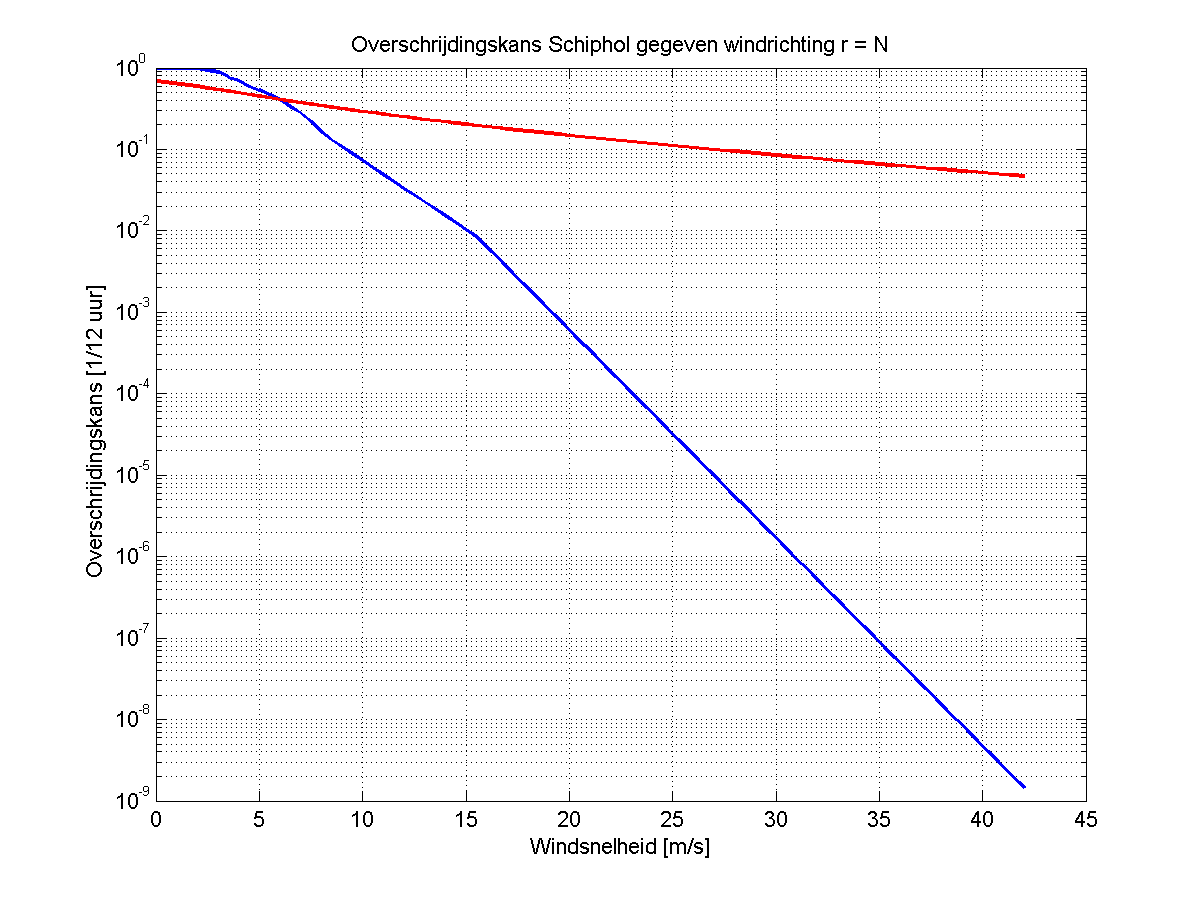 Overschrijdingskans Schiphol gegeven windrichting r = N
Overschrijdingskans [1/12 uur]
10^0
10^-1
10^-2
10^-3
10^-4
10^-5
10^-6
10^-7
10^-8
10^-9
0 5 10 15 20 25 30 35 40 45
Windsnelheid [m/s]